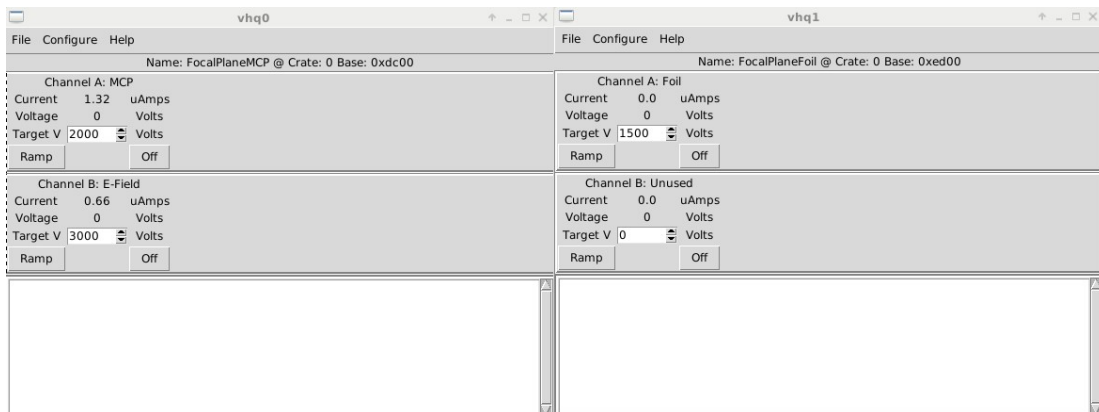 vhq0
File Configure Help
Name: FocalPlaneMCP @ Crate: 0 Base: 0xdc00
Channel A: MCP
Current 1.32 uAmps
Voltage 0 Volts
Target V 2000 Volts
Ramp Off
Channel B: E-Field
Current 0.66 uAmps
Voltage 0 Volts
Target V 3000 Volts
Ramp Off
vhq1
File Configure Help
Name: FocalPlaneFoil @ Crate: 0 Base: 0xed00
Channel A: Foil
Current 0.0 uAmps
Voltage 0 Volts
Target V 1500 Volts
Ramp Off
Channel B: Unused
Current 0.0 uAmps
Voltage 0 Volts
Target V 0 Volts
Ramp Off